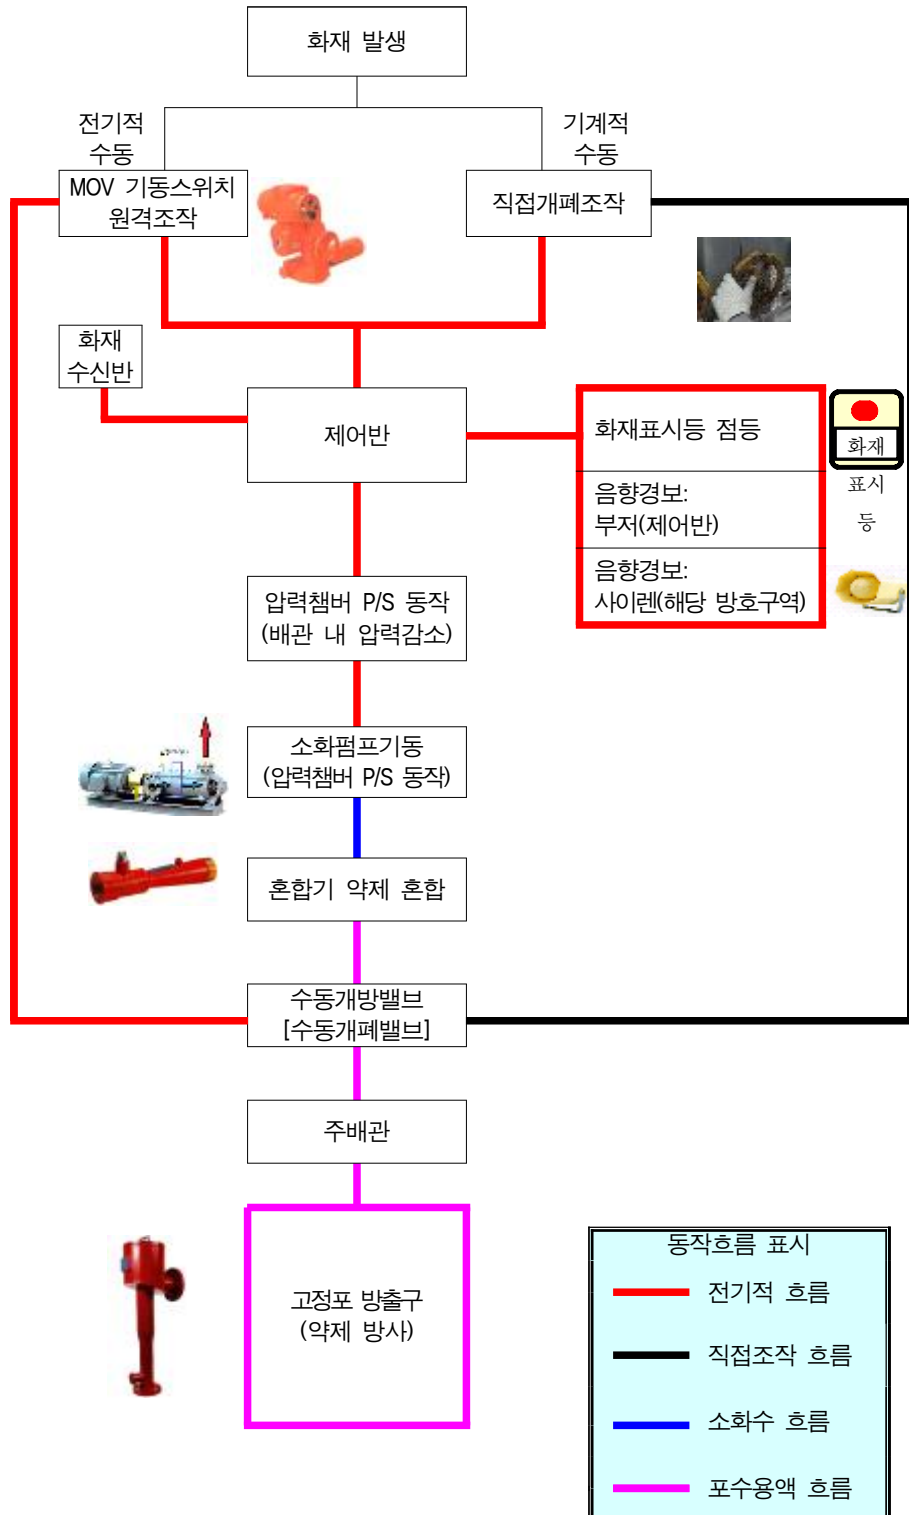 화재 발생
전기적
수동
기계적
수동
MOV 기동스위치
원격조작
직접개폐조작
화재
수신반
제어반
화재표시등 점등
음향경보:
부저(제어반)
음향경보:
사이렌(해당 방호구역)
화재
표시
등
압력챔버 P/S 동작
(배관 내 압력감소)
소화펌프기동
(압력챔버 P/S 동작)
혼합기 약제 혼합
수동개방밸브
[수동개폐밸브]
주배관
고정포 방출구
(약제 방사)
동작흐름 표시
전기적 흐름
직접조작 흐름
소화수 흐름
포수용액 흐름